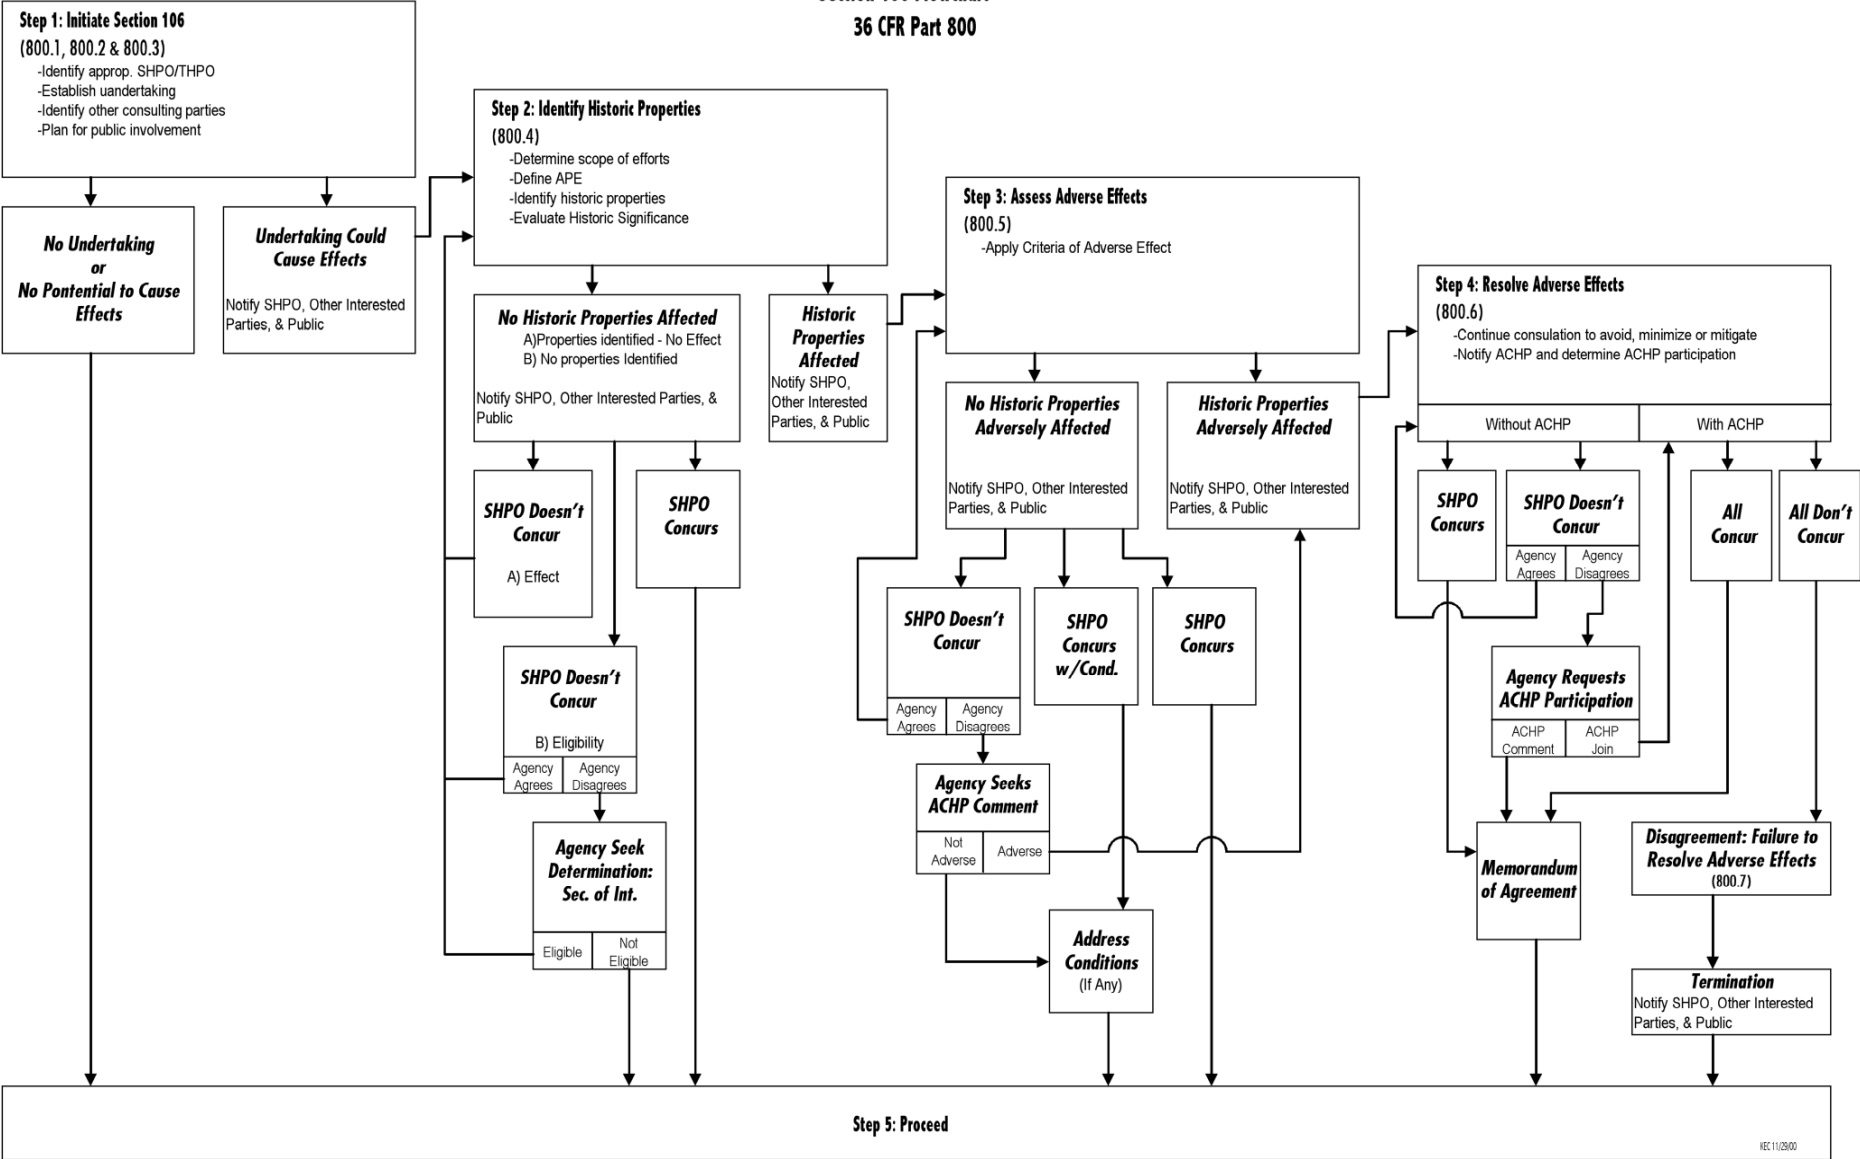 36 CFR Part 800
Step 1: Initiate Section 106
(800.1, 800.2 & 800.3)
-Identify approp. SHPO/THPO
-Establish uandertaking
-Identify other consulting parties
-Plan for public involvement
No Undertaking
or
No Pontential to Cause
Effects
Undertaking Could
Cause Effects
Notify SHPO, Other Interested
Parties, & Public
Step 2: Identify Historic Properties
(800.4)
-Determine scope of efforts
-Define APE
-Identify historic properties
-Evaluate Historic Significance
No Historic Properties Affected
A)Properties identified - No Effect
B) No properties Identified
Notify SHPO, Other Interested Parties, &
Public
Historic
Properties
Affected
Notify SHPO,
Other Interested
Parties, & Public
SHPO Doesn't
Concur
A) Effect
SHPO
Concurs
SHPO Doesn't
Concur
B) Eligibility
Agency
Agrees
Agency
Disagrees
Agency Seek
Determination:
Sec. of Int.
Eligible
Not
Eligible
Step 3: Assess Adverse Effects
(800.5)
-Apply Criteria of Adverse Effect
No Historic Properties
Adversely Affected
Notify SHPO, Other Interested
Parties, & Public
Historic Properties
Adversely Affected
Notify SHPO, Other Interested
Parties, & Public
SHPO Doesn't
Concur
Agency
Agrees
Agency
Disagrees
SHPO
Concurs
w/Cond.
SHPO
Concurs
Agency Seeks
ACHP Comment
Not
Adverse
Adverse
Address
Conditions
(If Any)
Step 4: Resolve Adverse Effects
(800.6)
-Continue consulation to avoid, minimize or mitigate
-Notify ACHP and determine ACHP participation
Without ACHP
With ACHP
SHPO
Concurs
SHPO Doesn't
Concur
Agency
Agrees
Agency
Disagrees
All
Concur
All Don't
Concur
Agency Requests
ACHP Participation
ACHP
Comment
ACHP
Join
Memorandum
of Agreement
Disagreement: Failure to
Resolve Adverse Effects
(800.7)
Termination
Notify SHPO, Other Interested
Parties, & Public
Step 5: Proceed
KEC 11/29/00